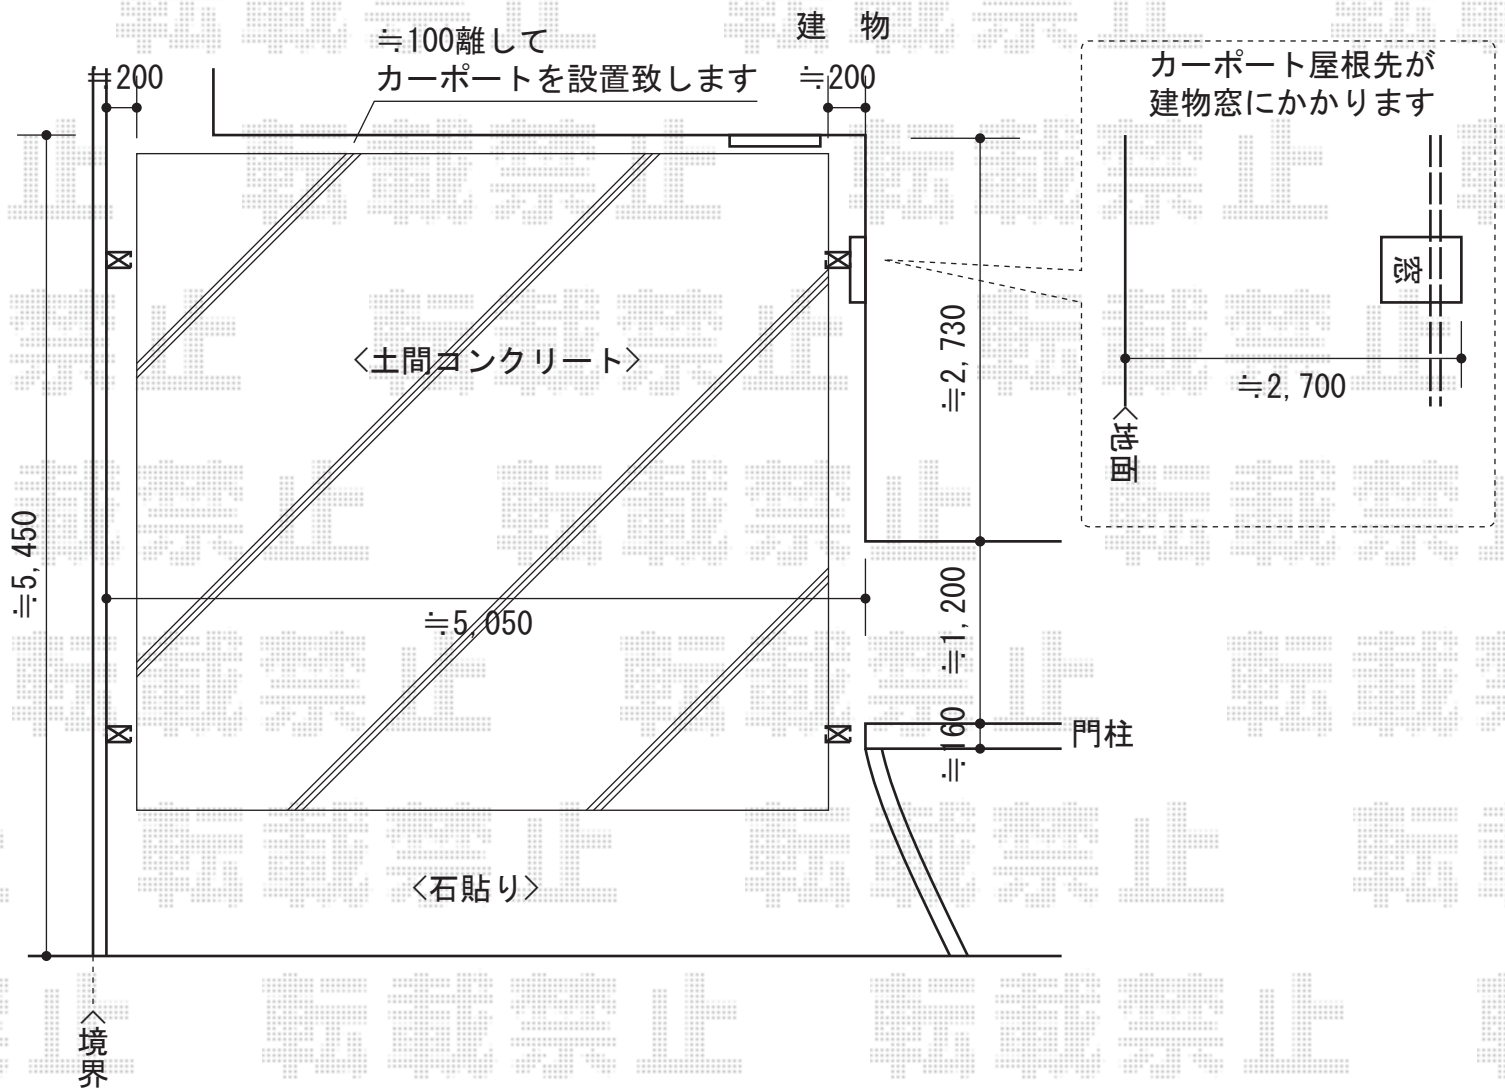 建　物
≒100離して
カーポートを設置致します
≒200
≒200
カーポート屋根先が
建物窓にかかります
窓
≒2,700
〈地面
〈土間コンクリート〉
≒2,730
≒5,450
≒5,050
≒1,200
≒160
門柱
〈石貼り〉
〈境界
転載禁止